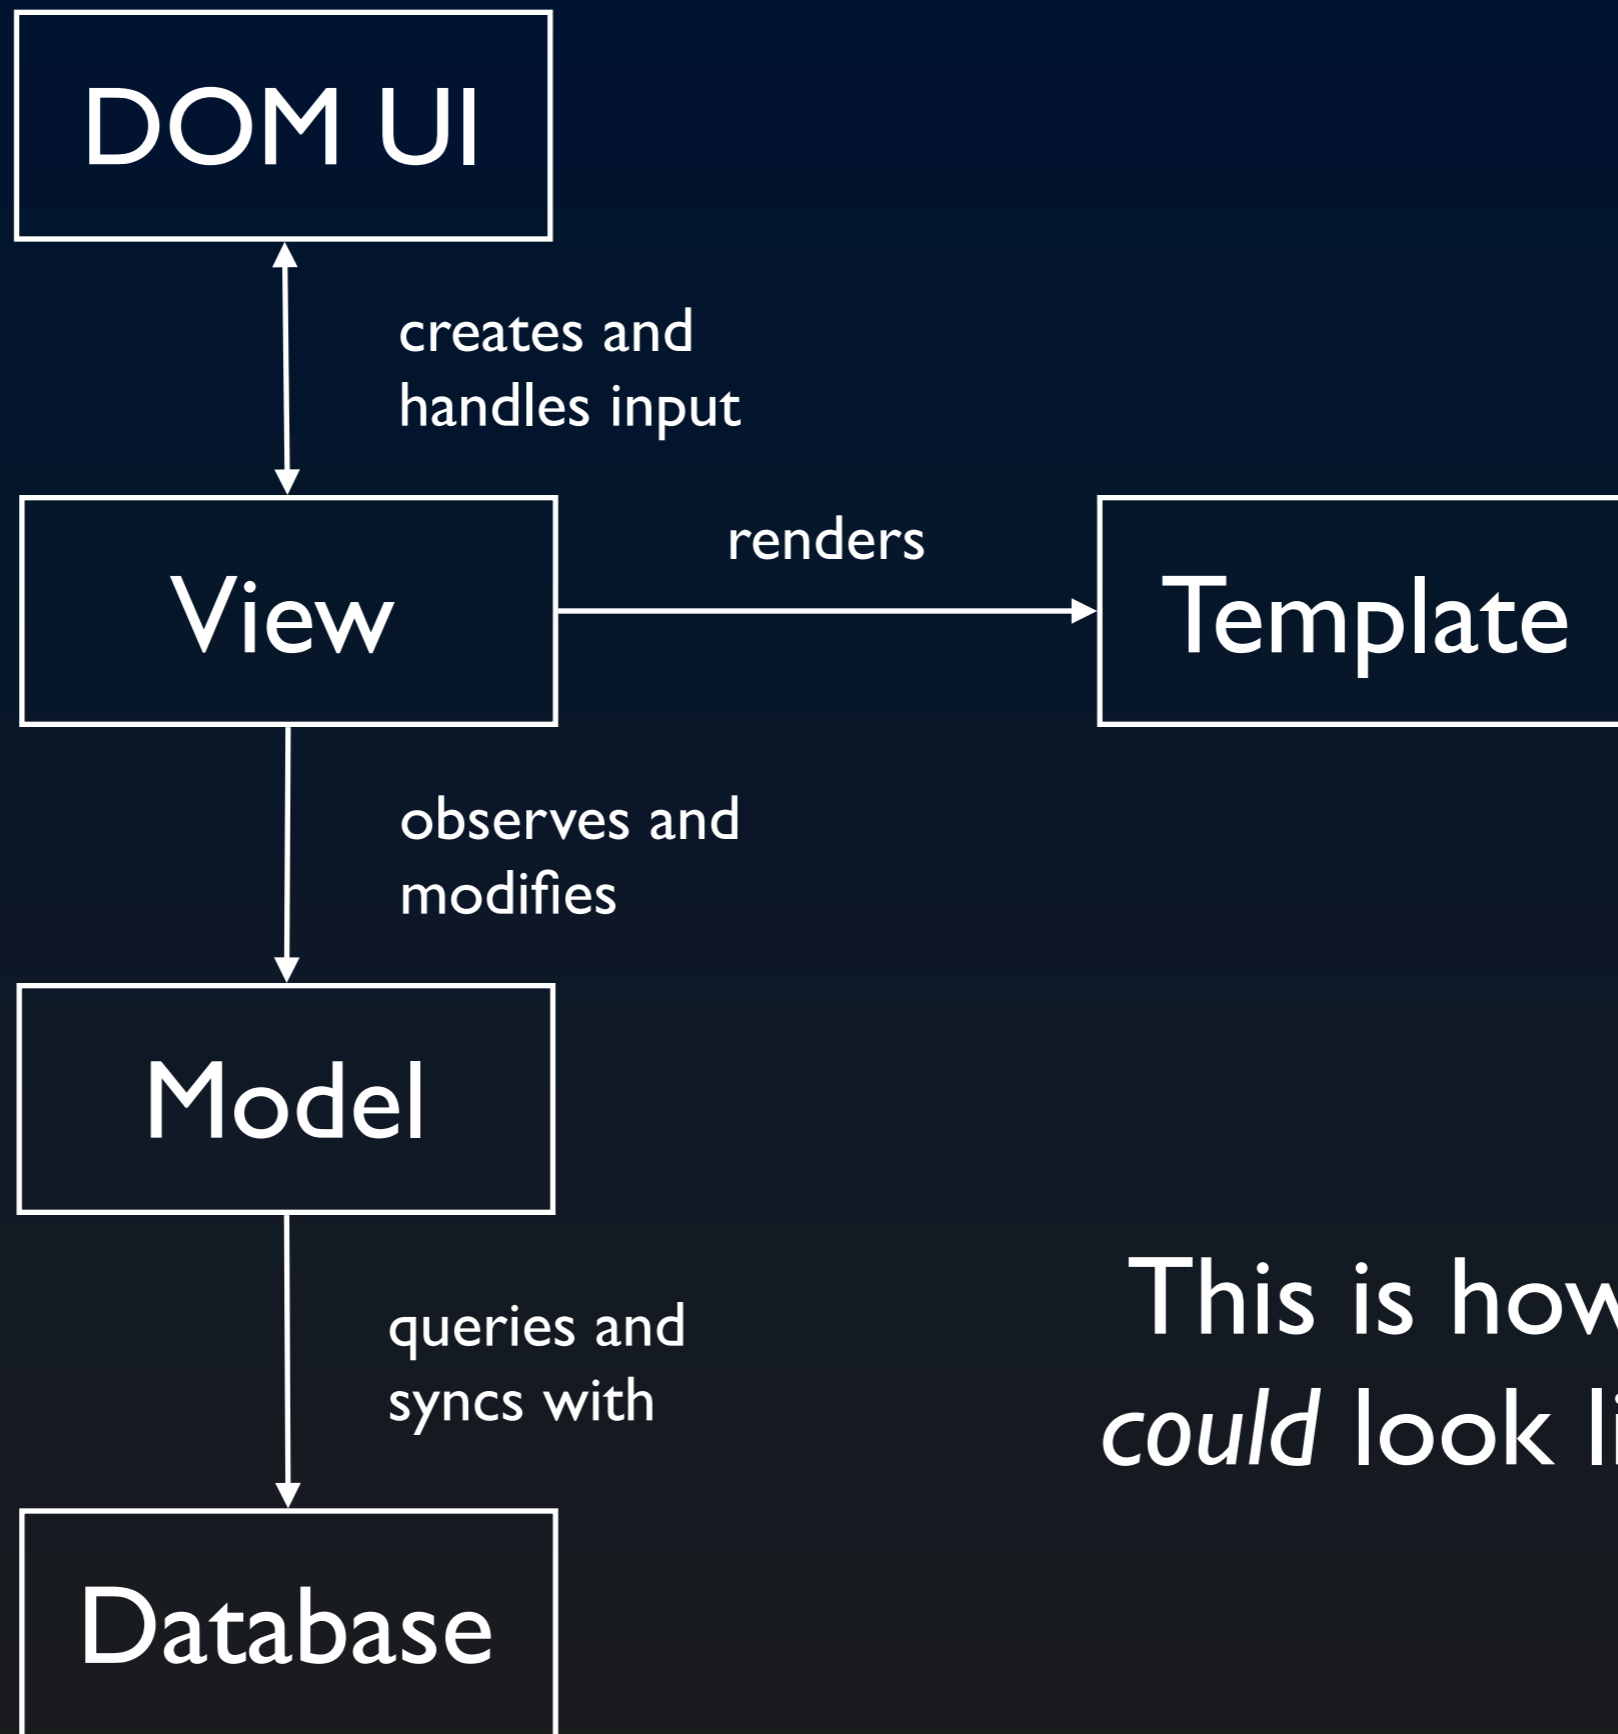 DOM UI
creates and
handles input
View
renders
Template
observes and
modifies
Model
queries and
syncs with
This is how
could look
Database